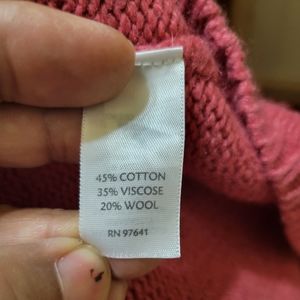 45% COTTON
35% VISCOSE
20% WOOL
RN 97641